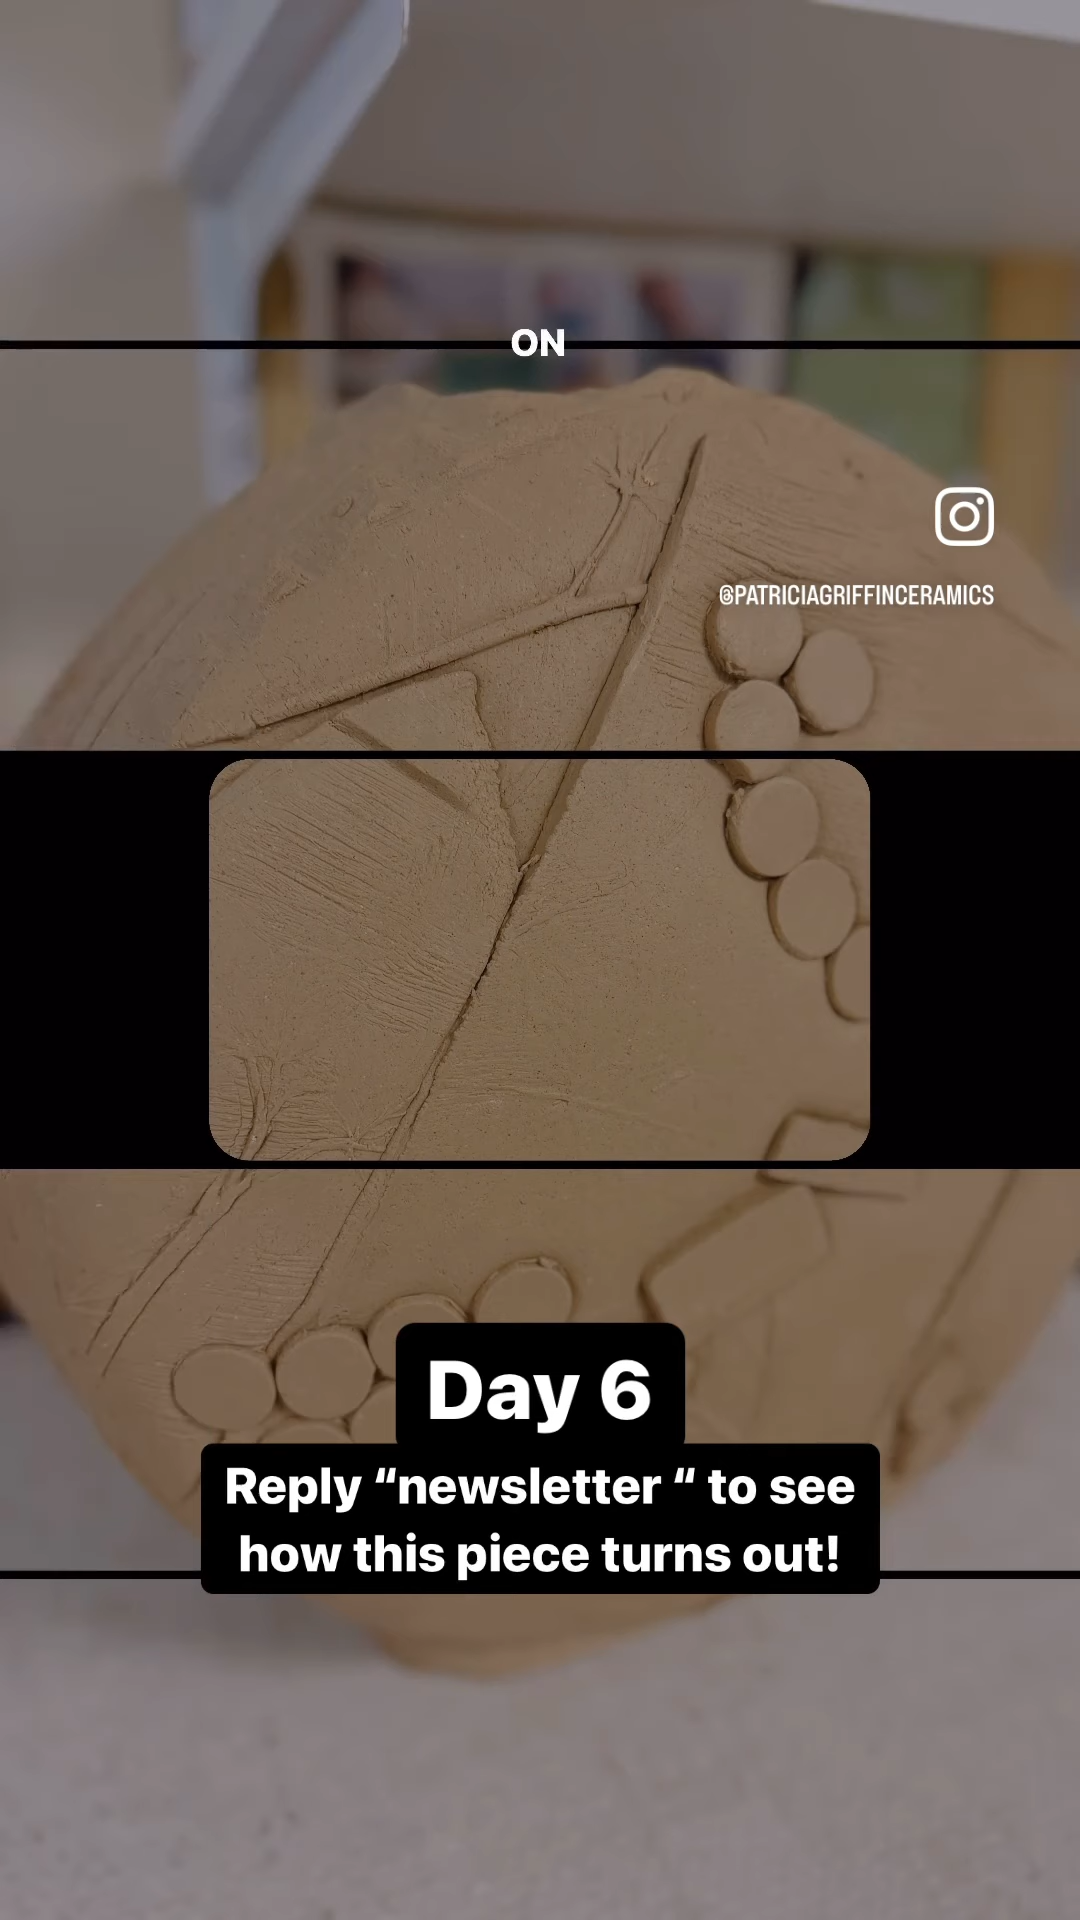 ON
@PATRICIAGRIFFINCERAMICS
Day 6
Reply “newsletter “ to see
how this piece turns out!